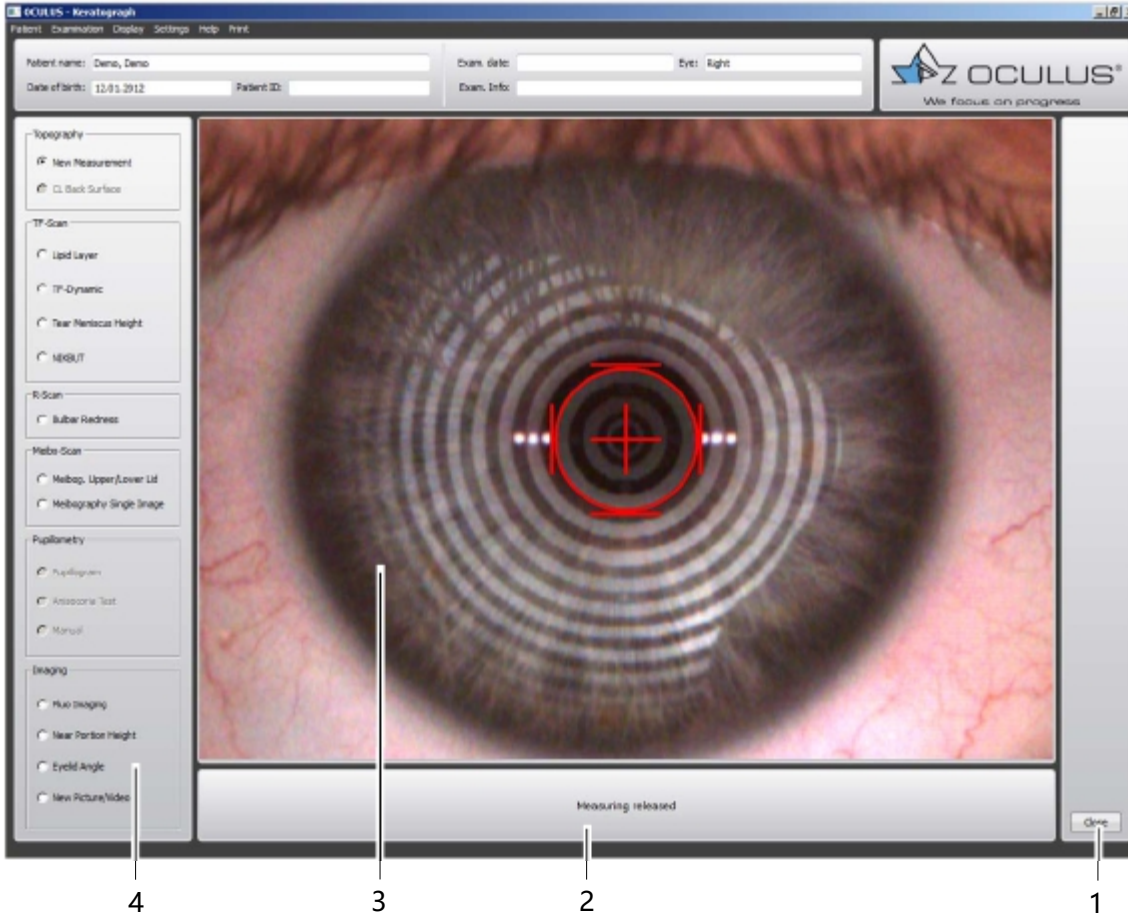 OCULUS - Keratograph
Patient Examination Display Settings Help Print
Patient name: Demo, Demo
Exam. date:
Eye: Right
Date of birth: 12.01.2012
Patient ID:
Exam. Info:
OCULUS®
We focus on progress
Topography
New Measurement
CL Back Surface
TF-Scan
Lipid Layer
TF-Dynamic
Tear Meniscus Height
NIKBUT
R-Scan
Bulbar Redness
Meibo-Scan
Meibog. Upper/Lower Lid
Meibography Single Image
Pupillometry
Pupillogram
Anisocoria Test
Manual
Imaging
Fluo Imaging
Near Portion Height
Eyelid Angle
New Picture/Video
Measuring released
Close
4 3 2 1